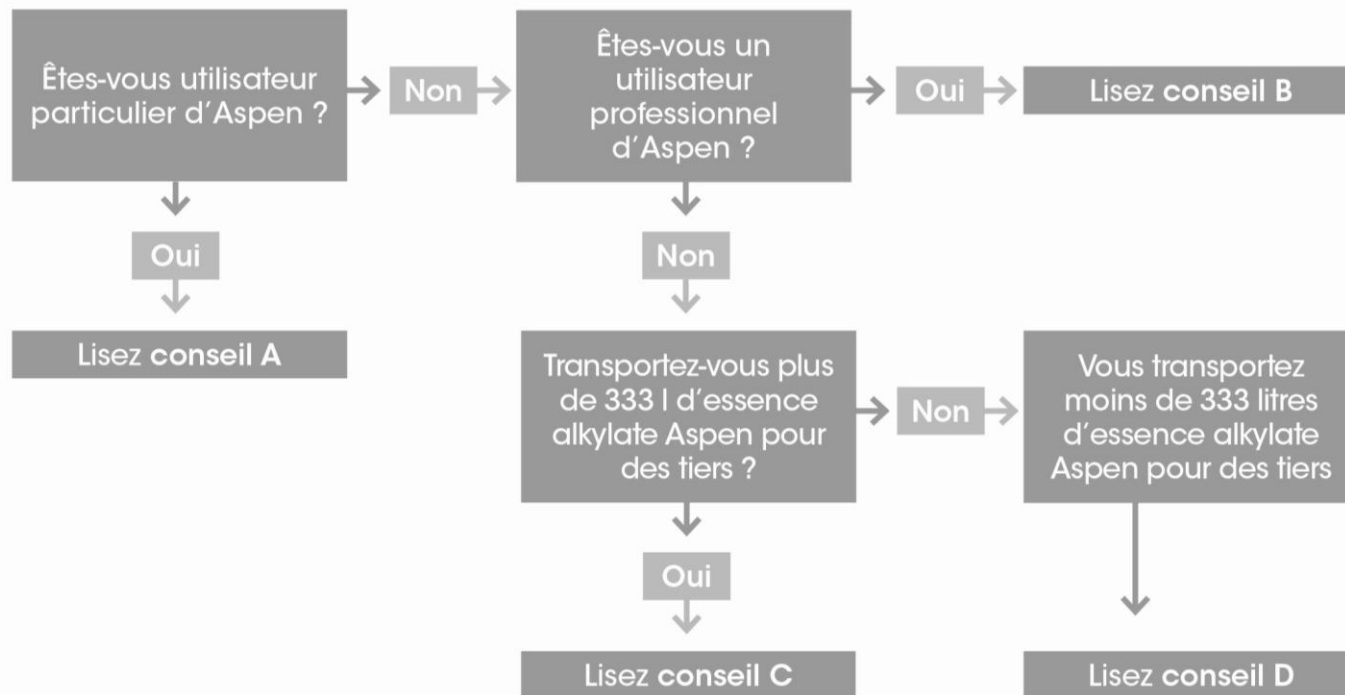 Êtes-vous utilisateur
particulier d'Aspen ?
Non
Êtes-vous un
utilisateur
professionnel
d'Aspen ?
Oui
Lisez conseil B
Oui
Non
Lisez conseil A
Transportez-vous plus
de 333 l d'essence
alkylate Aspen pour
des tiers ?
Non
Vous transportez
moins de 333 litres
d'essence alkylate
Aspen pour des tiers
Oui
Lisez conseil C
Lisez conseil D